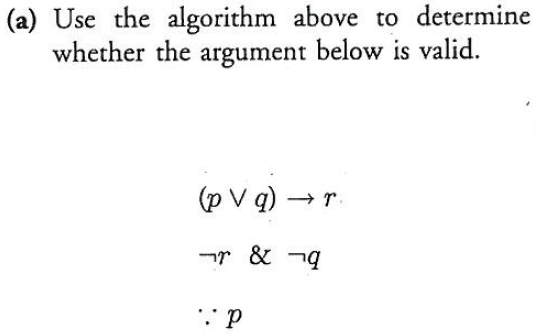 (a) Use the algorithm above to determine
whether the argument below is valid.
(p ∨ q) → r
¬r & ¬q
∵ p